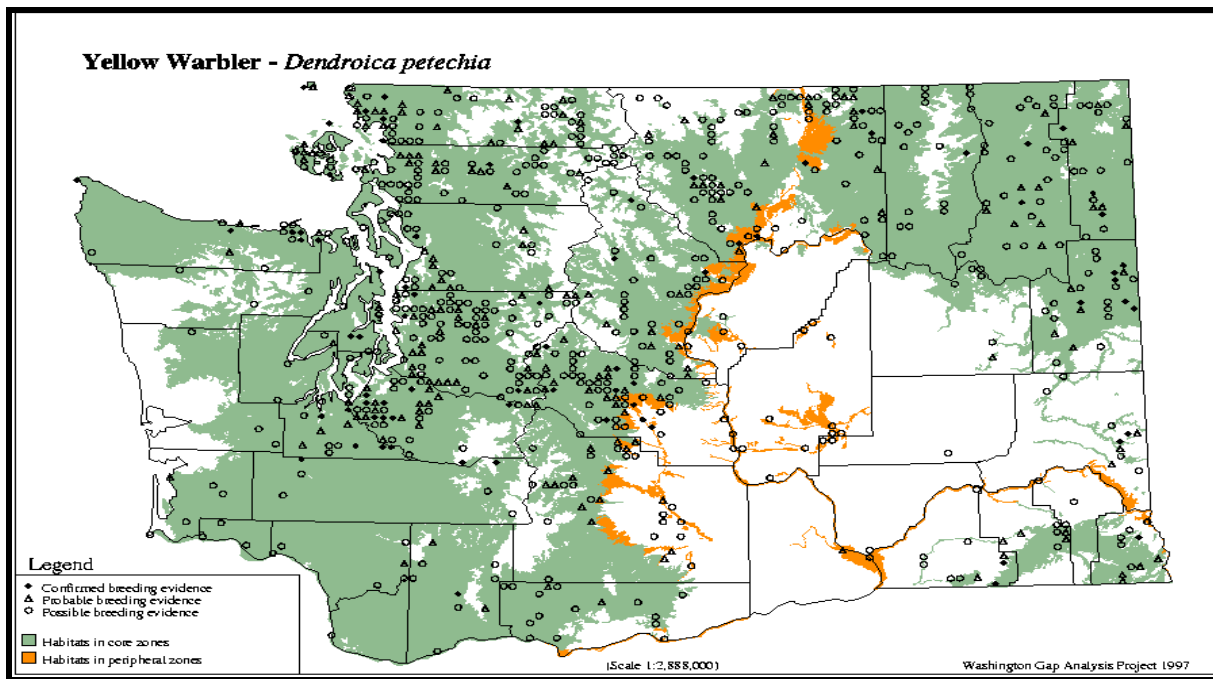 Yellow Warbler - Dendroica petechia
Legend
Confirmed breeding evidence
Probable breeding evidence
Possible breeding evidence
Habitats in core zones
Habitats in peripheral zones
(Scale 1:2,888,000)
Washington Gap Analysis Project 1997